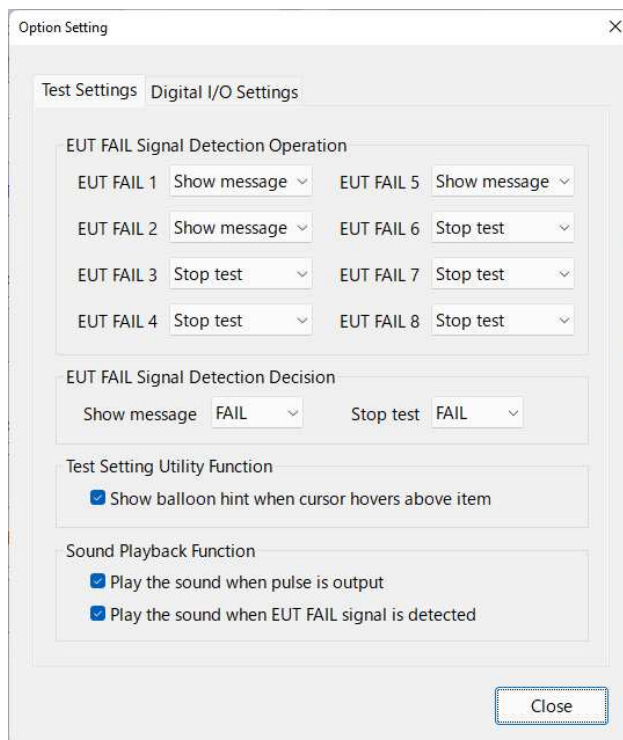 Option Setting
Test Settings Digital I/O Settings
EUT FAIL Signal Detection Operation
EUT FAIL 1 Show message EUT FAIL 5 Show message
EUT FAIL 2 Show message EUT FAIL 6 Stop test
EUT FAIL 3 Stop test EUT FAIL 7 Stop test
EUT FAIL 4 Stop test EUT FAIL 8 Stop test
EUT FAIL Signal Detection Decision
Show message FAIL Stop test FAIL
Test Setting Utility Function
Show balloon hint when cursor hovers above item
Sound Playback Function
Play the sound when pulse is output
Play the sound when EUT FAIL signal is detected
Close